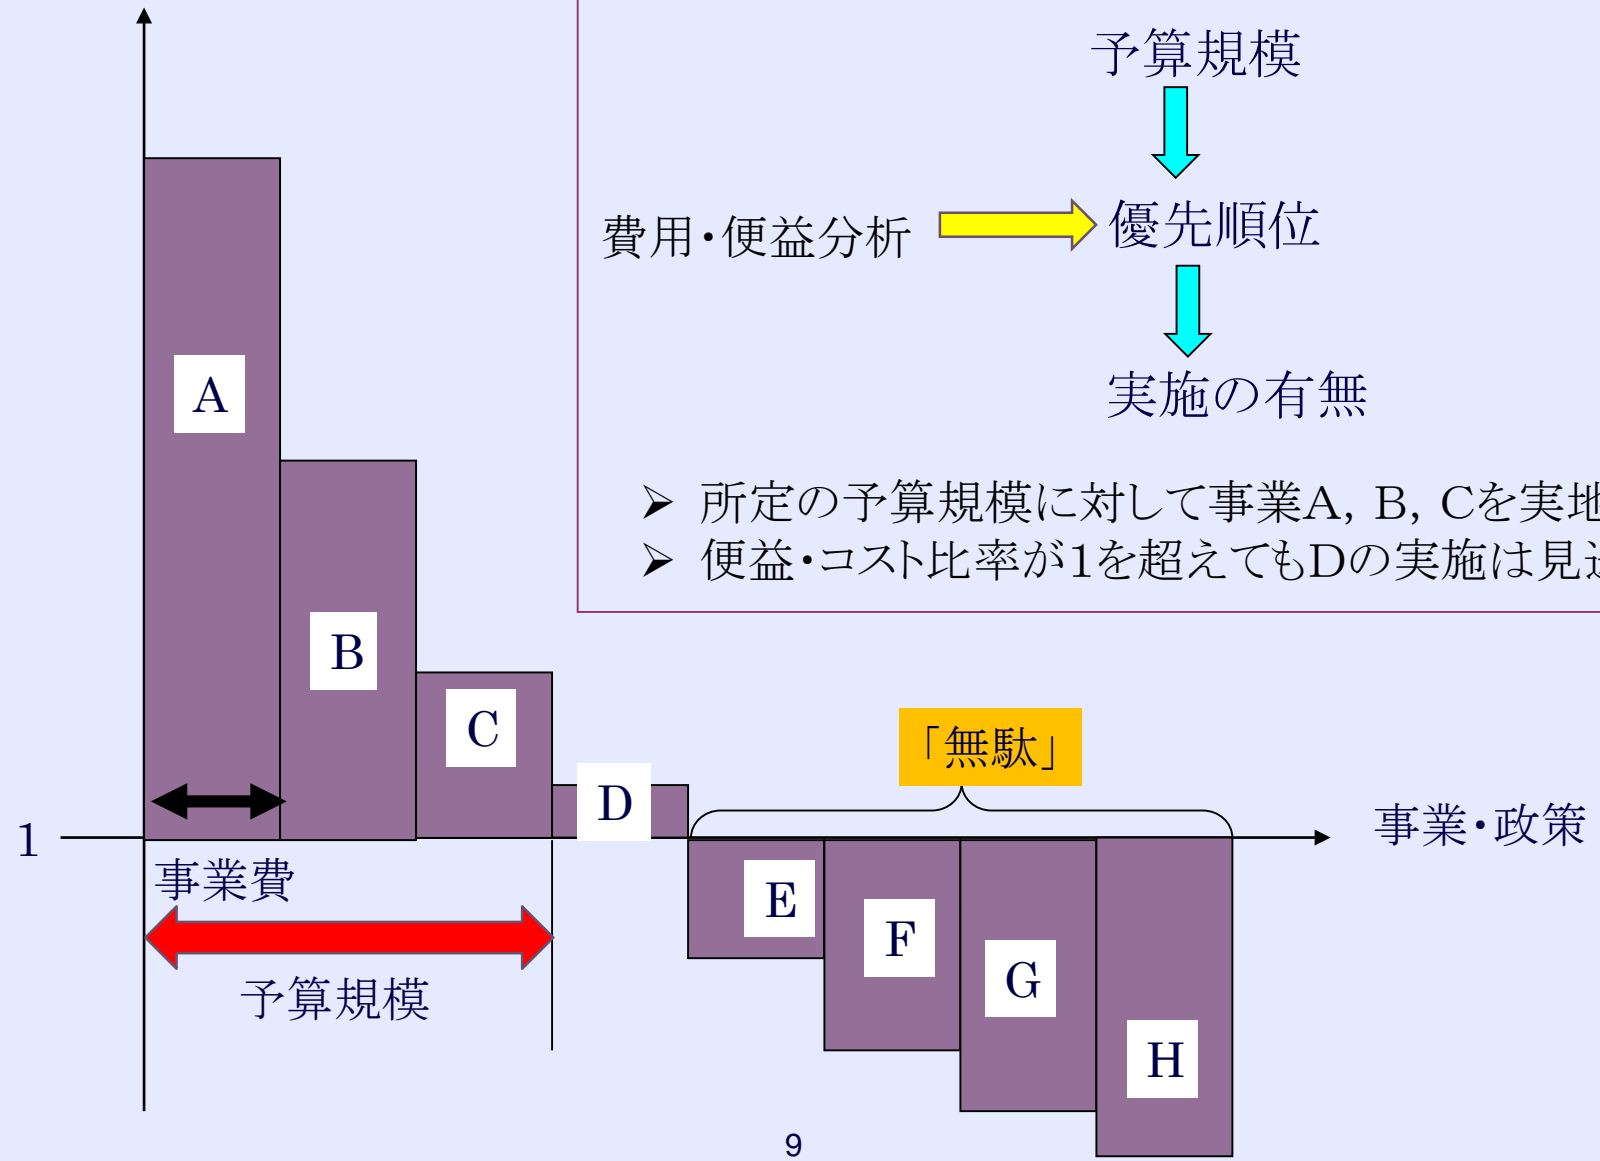 予算規模
費用・便益分析
優先順位
実施の有無
➢ 所定の予算規模に対して事業A, B, Cを実地
➢ 便益・コスト比率が1を超えてもDの実施は見
A
B
C
「無駄」
D
1
事業・政策
事業費
E
F
予算規模
G
H
9